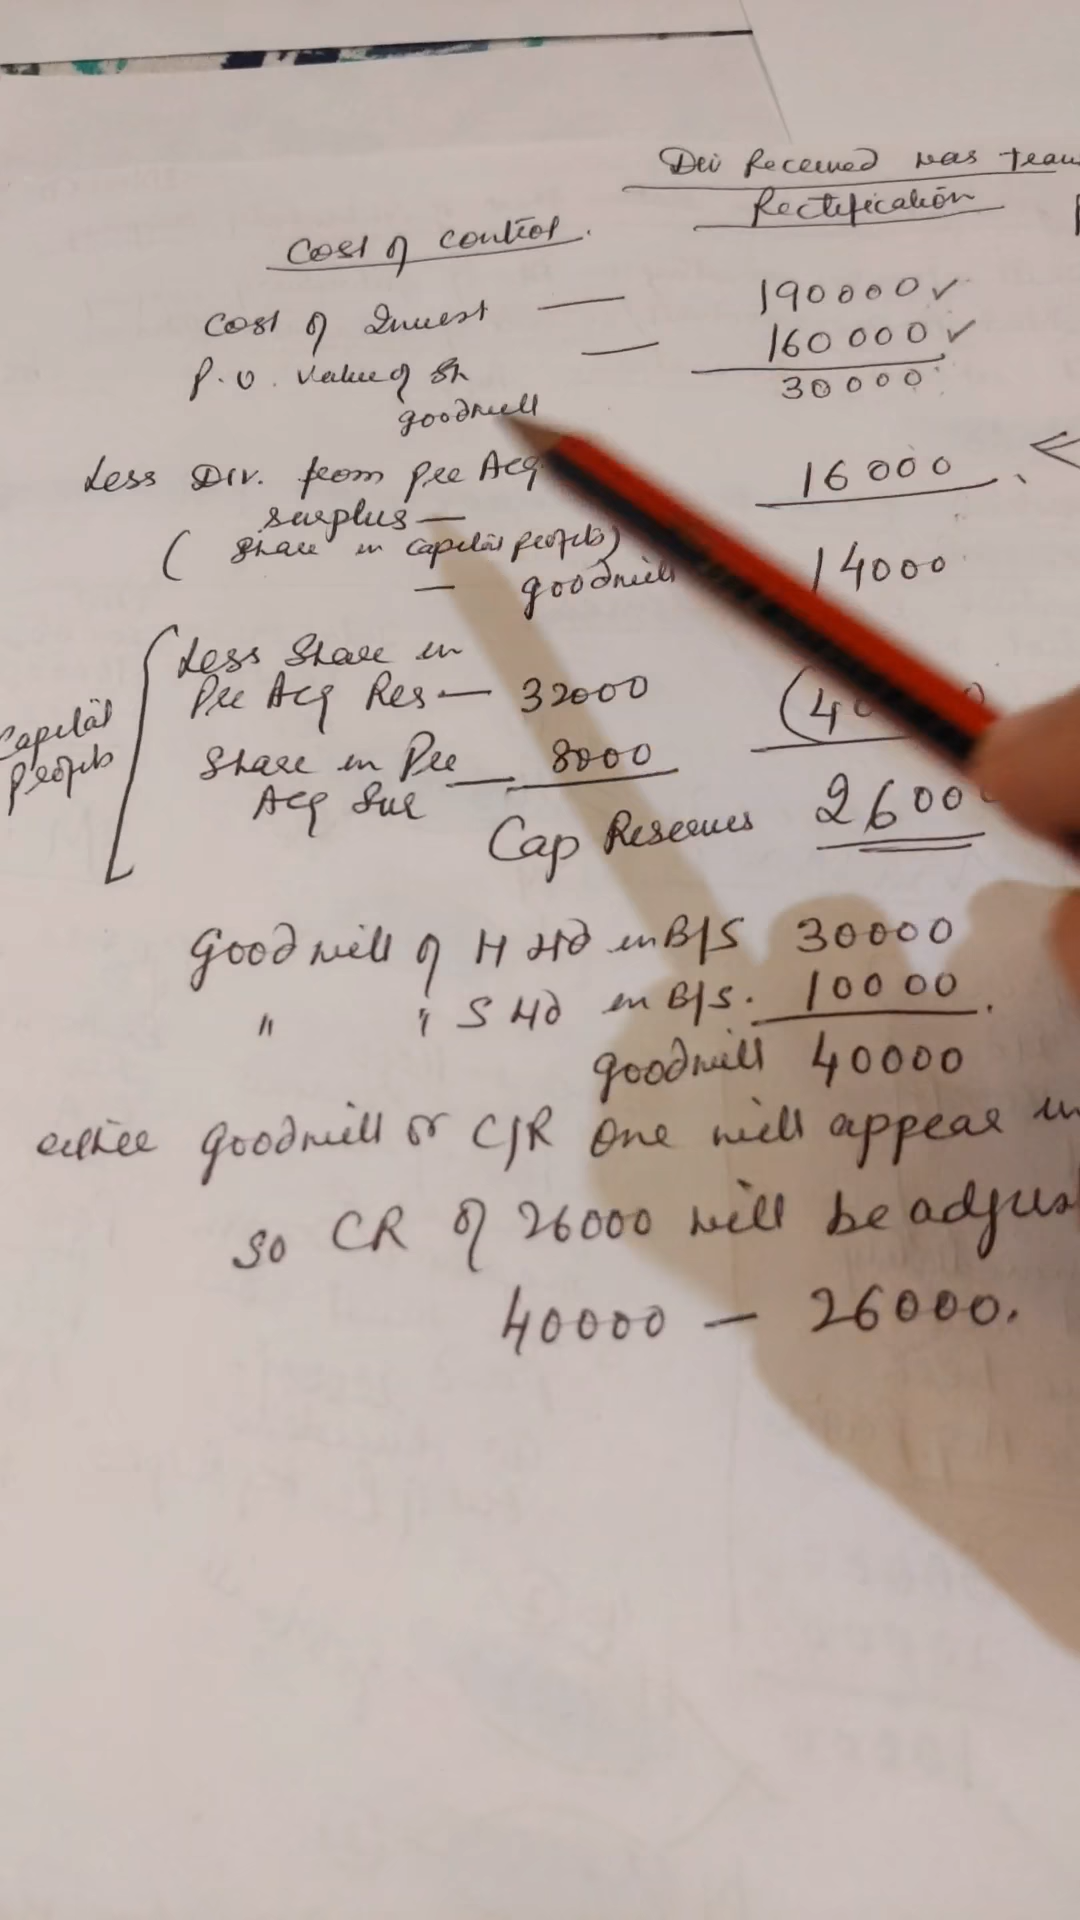 Div Received was
Rectification
Cost of control.
Cost of Invest — 190000 ✓
P.U. Value of Sh — 160000 ✓
30000
goodwill
Less Div. from Pre Acq 16000
surplus —
( Share in capital profits)
— goodwill 14000
Less Share in
Pre Acq Res — 32000
Capital
Profits
Share in Pre — 8000
Acq Sur
Cap Reserves 2600
Goodwill of H Ltd in B/S 30000
" " S Ltd in B/S. 10000
goodwill 40000
either goodwill or C/R one will appear in
so CR of 26000 will be
40000 — 26000.